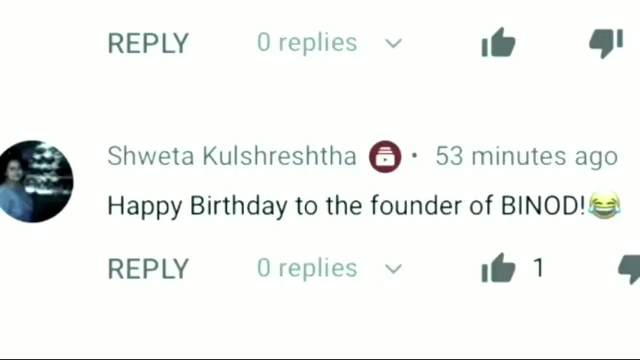 REPLY 0 replies
Shweta Kulshreshtha • 53 minutes ago
Happy Birthday to the founder of BINOD!😂
REPLY 0 replies 1